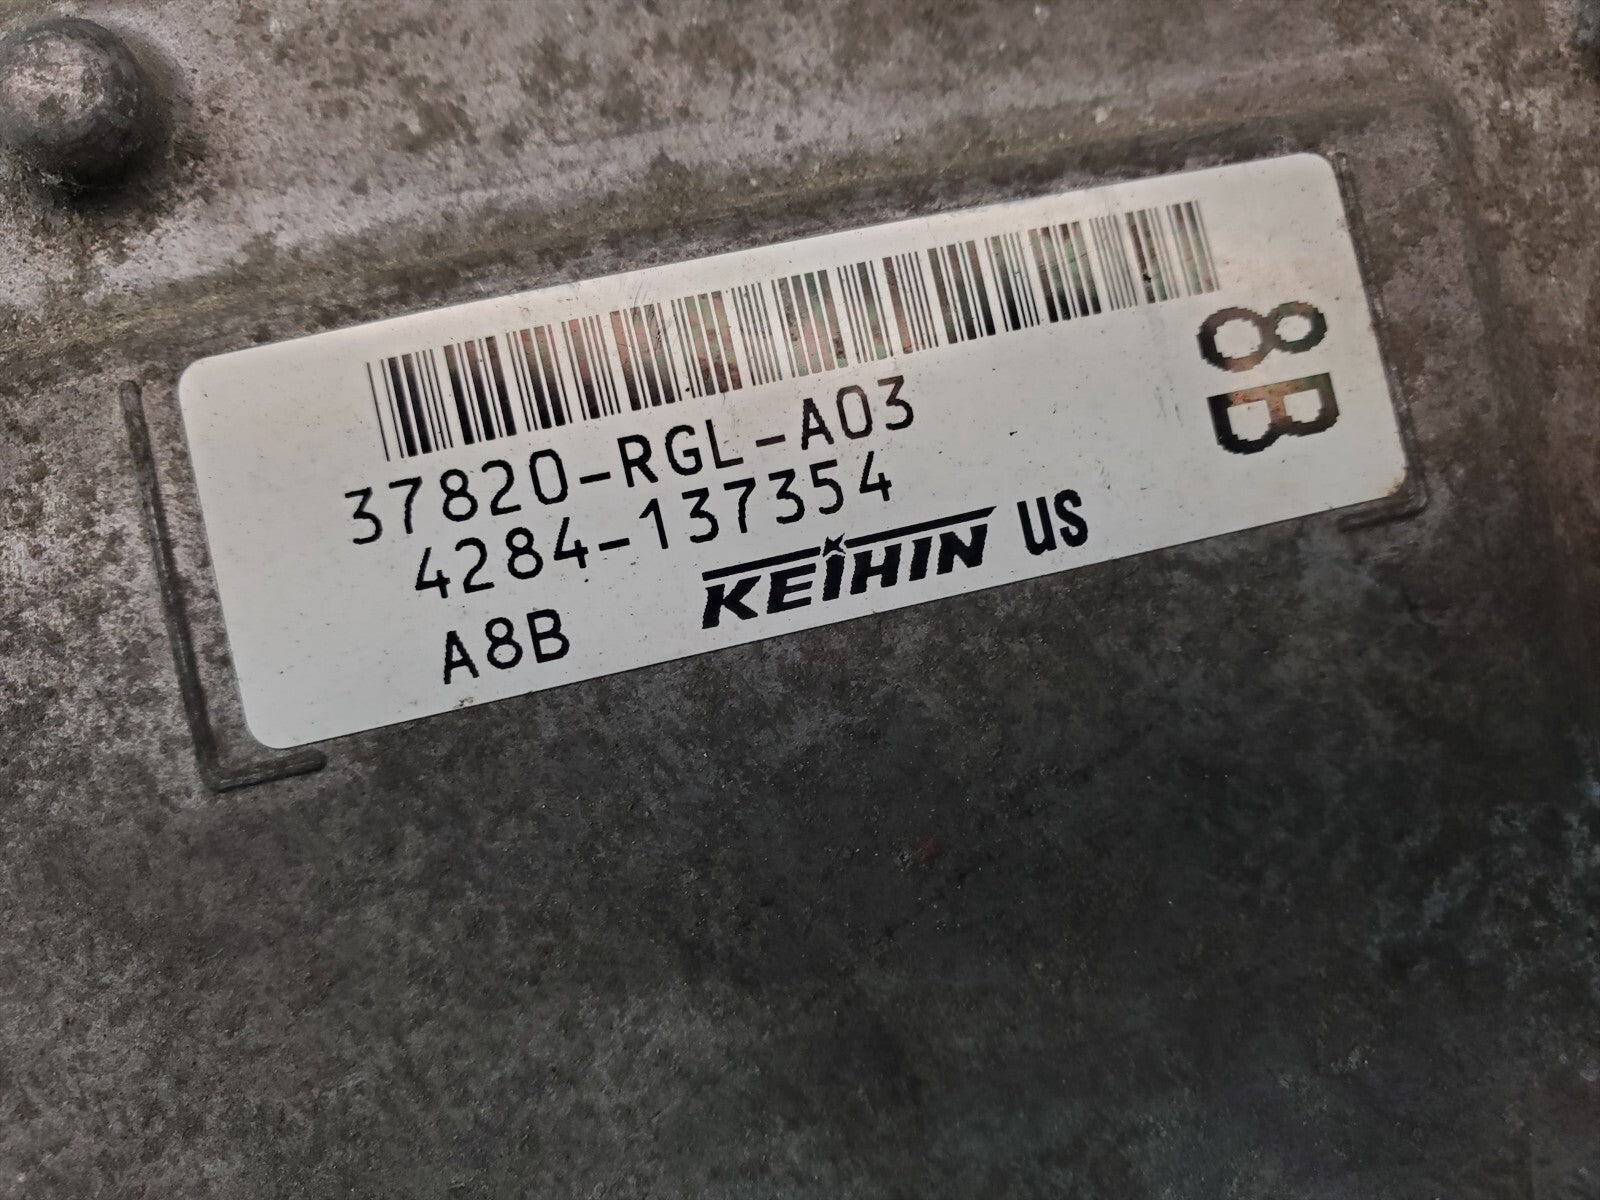 37820-RGL-A03
4284-137354
A8B
KEIHIN US
8B